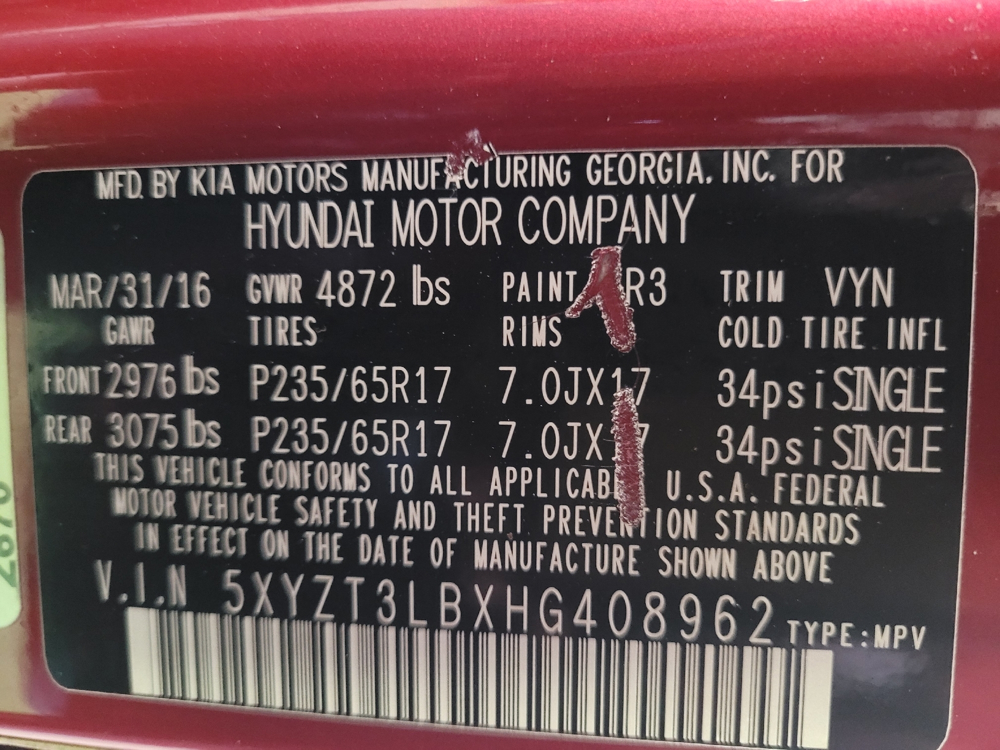 MFD. BY KIA MOTORS MANUFACTURING GEORGIA, INC. FOR
HYUNDAI MOTOR COMPANY
MAR/31/16 GVWR 4872 lbs PAINT R3 TRIM VYN
GAWR TIRES RIMS COLD TIRE INFL
FRONT 2976 lbs P235/65R17 7.0JX17 34psi SINGLE
REAR 3075 lbs P235/65R17 7.0JX17 34psi SINGLE
THIS VEHICLE CONFORMS TO ALL APPLICABLE U.S.A. FEDERAL
MOTOR VEHICLE SAFETY AND THEFT PREVENTION STANDARDS
IN EFFECT ON THE DATE OF MANUFACTURE SHOWN ABOVE
V.I.N 5XYZT3LBXHG408962 TYPE:MPV